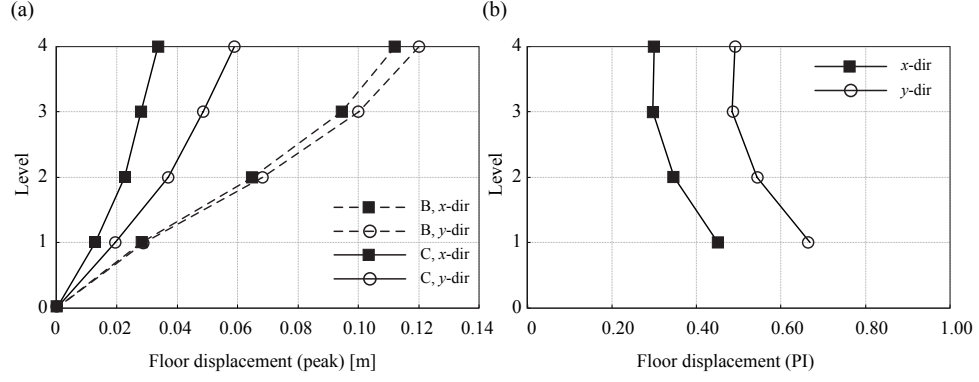 (a)
4
3
2
1
0
Level
0 0.02 0.04 0.06 0.08 0.10 0.12 0.14
Floor displacement (peak) [m]
B, x-dir
B, y-dir
C, x-dir
C, y-dir
(b)
4
3
2
1
0
Level
0 0.20 0.40 0.60 0.80 1.00
Floor displacement (PI)
x-dir
y-dir